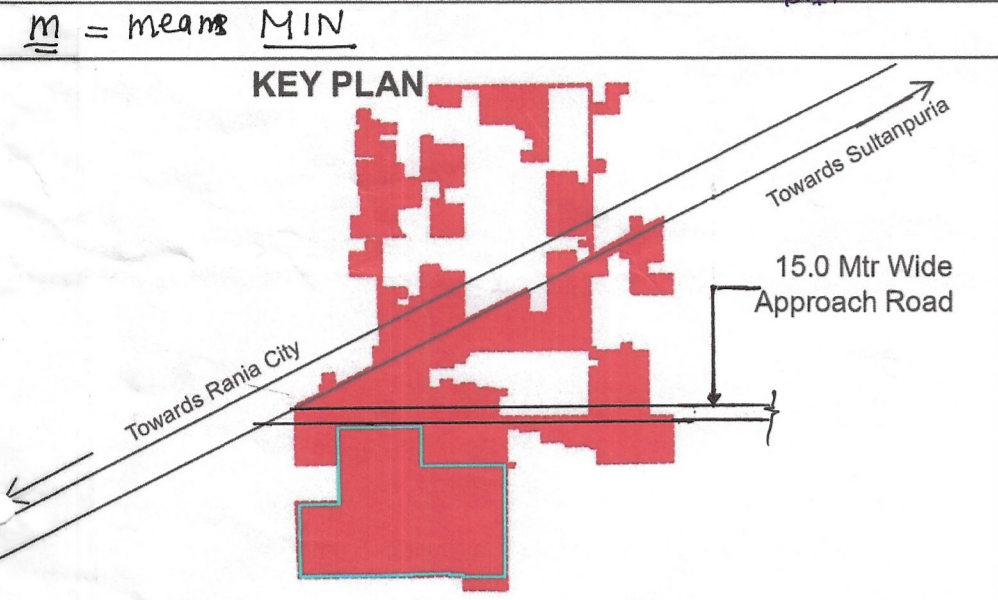 m = means MIN
KEY PLAN
Towards Sultanpuria
15.0 Mtr Wide
Approach Road
Towards Rania City